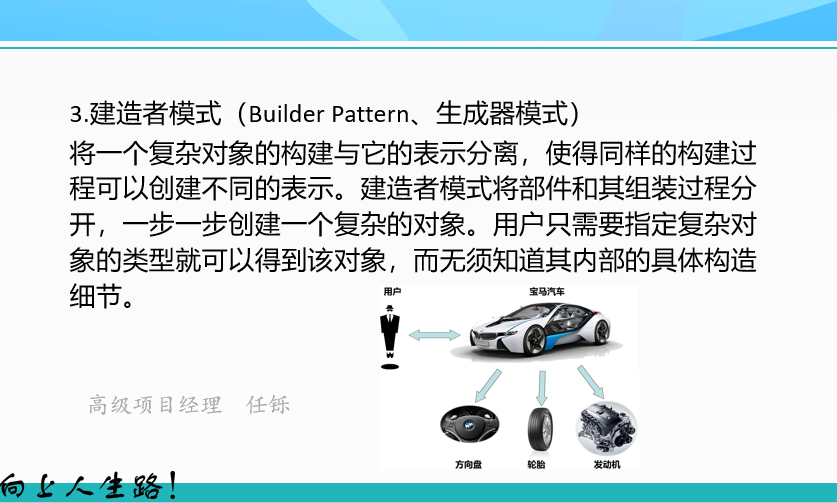 3.建造者模式（Builder Pattern、生成器模式）
将一个复杂对象的构建与它的表示分离，使得同样的构建过
程可以创建不同的表示。建造者模式将部件和其组装过程分
开，一步一步创建一个复杂的对象。用户只需要指定复杂对
象的类型就可以得到该对象，而无须知道其内部的具体构造
细节。
用户
宝马汽车
方向盘
轮胎
发动机
高级项目经理 任铄
向上人生路！